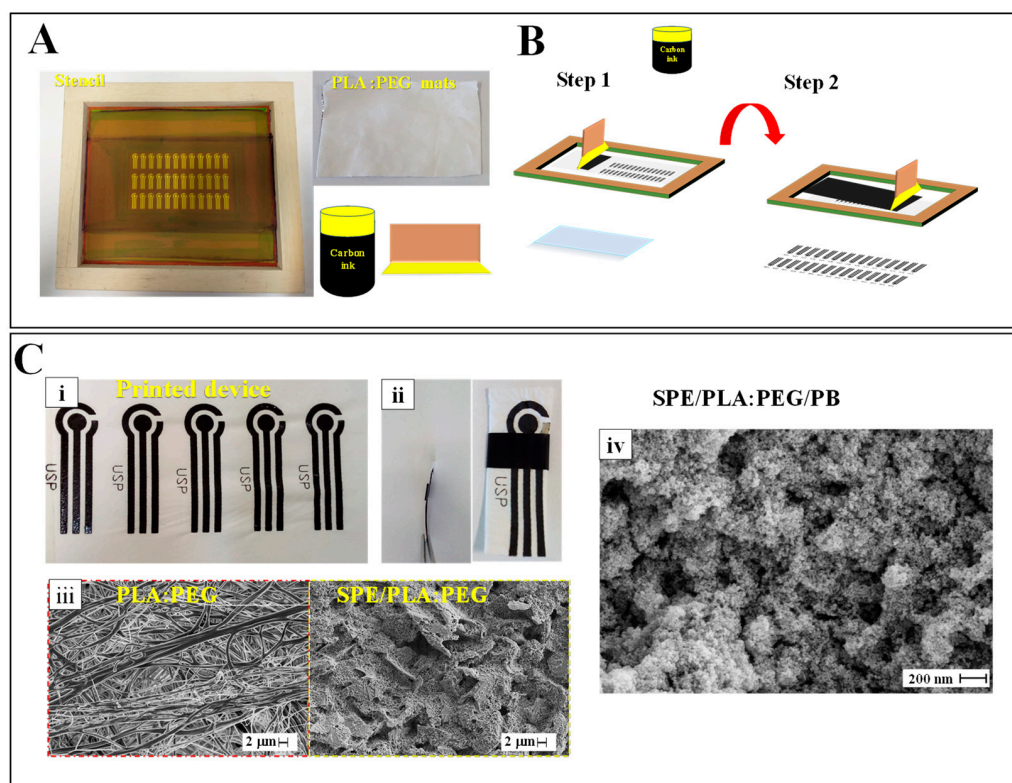 A
Stencil
PLA:PEG mats
Carbon
ink
B
Carbon
ink
Step 1
Step 2
C
i
Printed device
USP
USP
USP
USP
USP
ii
USP
iii
PLA:PEG
2 µm
SPE/PLA:PEG
2 µm
SPE/PLA:PEG/PB
iv
200 nm